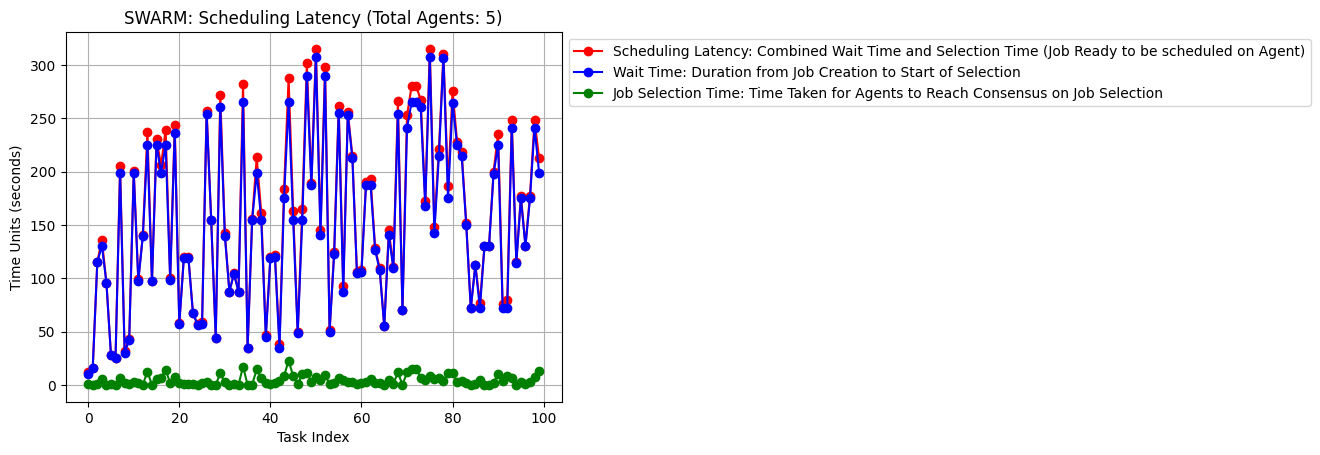 SWARM: Scheduling Latency (Total Agents: 5)
Scheduling Latency: Combined Wait Time and Selection Time (Job Ready to be scheduled on Agent)
Wait Time: Duration from Job Creation to Start of Selection
Job Selection Time: Time Taken for Agents to Reach Consensus on Job Selection
Time Units (seconds)
300
250
200
150
100
50
0
0 20 40 60 80 100
Task Index